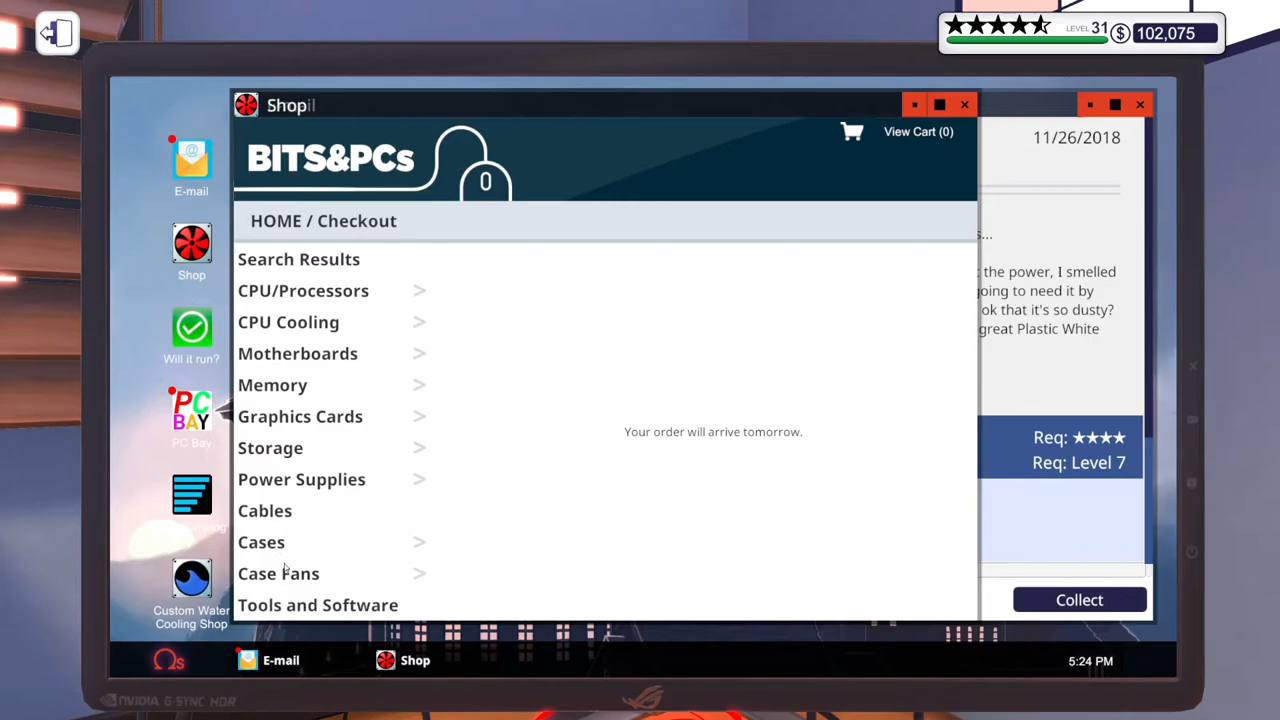 LEVEL 31 $ 102,075
Shop
BITS&PCs
View Cart (0)
11/26/2018
HOME / Checkout
Search Results
CPU/Processors >
CPU Cooling >
Motherboards >
Memory >
Graphics Cards >
Storage >
Power Supplies >
Cables
Cases >
Case Fans >
Tools and Software
Your order will arrive tomorrow.
s...
the power, I smelled
going to need it by
ok that it's so dusty?
great Plastic White
Req: ★★★★
Req: Level 7
Collect
E-mail
Shop
Will it run?
PC
BAY
PC Bay
Custom Water
Cooling Shop
Ωs
E-mail
Shop
5:24 PM
NVIDIA G-SYNC HDR